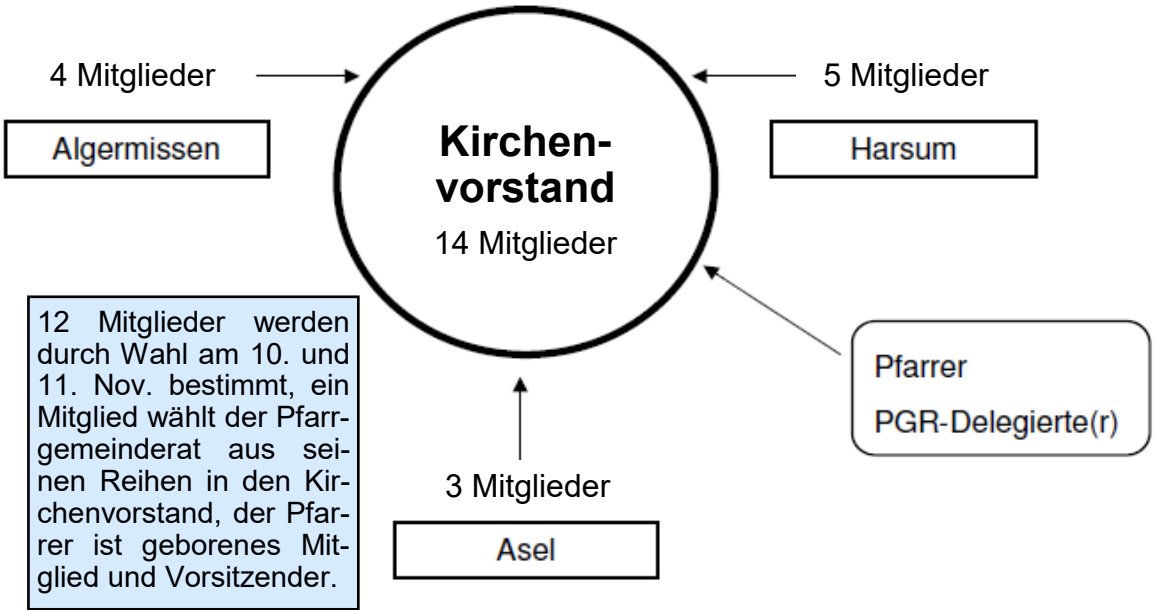 4 Mitglieder
Algermissen
Kirchen-
vorstand
14 Mitglieder
5 Mitglieder
Harsum
12 Mitglieder werden
durch Wahl am 10. und
11. Nov. bestimmt, ein
Mitglied wählt der Pfarr-
gemeinderat aus sei-
nen Reihen in den Kir-
chenvorstand, der Pfar-
rer ist geborenes Mit-
glied und Vorsitzender.
3 Mitglieder
Asel
Pfarrer
PGR-Delegierte(r)